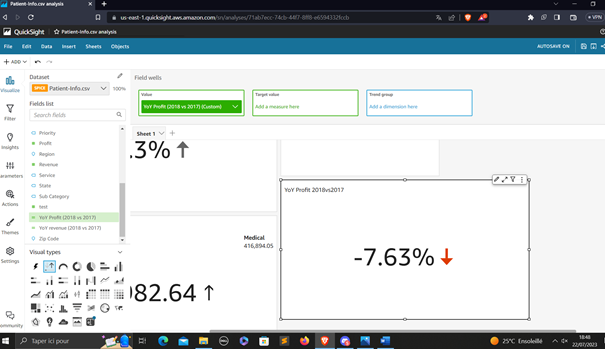 Patient-Info.csv analysis
us-east-1.quicksight.aws.amazon.com/sn/analyses/71ab7ecc-74cb-44f7-8ff8-e6594332fccb
VPN
QuickSight
Patient-Info.csv analysis
File Edit Data Insert Sheets Objects
AUTOSAVE ON
ADD
Visualize
Filter
Insights
arameters
Actions
Themes
Settings
ommunity
Dataset
SPICE Patient-Info.csv 100%
Fields list
Search fields
Priority
Profit
Region
Revenue
Service
State
Sub Category
test
YoY Profit (2018 vs 2017)
YoY revenue (2018 vs 2017)
Zip Code
Visual types
Field wells
Value
YoY Profit (2018 vs 2017) (Custom)
Target value
Add a measure here
Trend group
Add a dimension here
Sheet 1
.3%
Medical
416,894.05
982.64
YoY Profit 2018vs2017
-7.63%
Taper ici pour
25°C Ensoleillé
18:48
22/07/2023